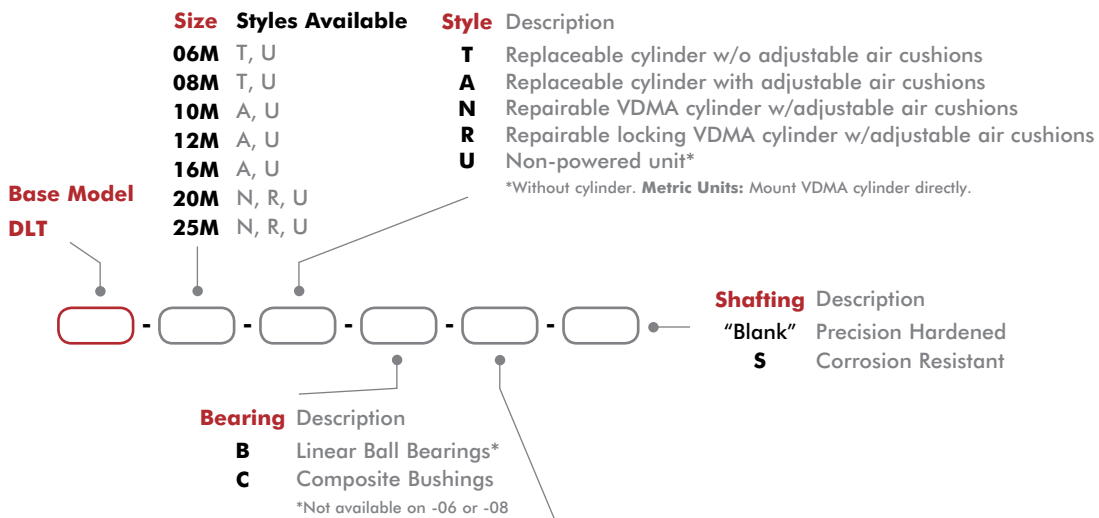 Size Styles Available
06M T, U
08M T, U
10M A, U
12M A, U
16M A, U
20M N, R, U
25M N, R, U
Style Description
T Replaceable cylinder w/o adjustable air cushions
A Replaceable cylinder with adjustable air cushions
N Repairable VDMA cylinder w/adjustable air cushions
R Repairable locking VDMA cylinder w/adjustable air cushions
U Non-powered unit*
*Without cylinder. Metric Units: Mount VDMA cylinder directly.
Base Model
DLT
- - - - -
Shafting Description
“Blank” Precision Hardened
S Corrosion Resistant
Bearing Description
B Linear Ball Bearings*
C Composite Bushings
*Not available on -06 or -08